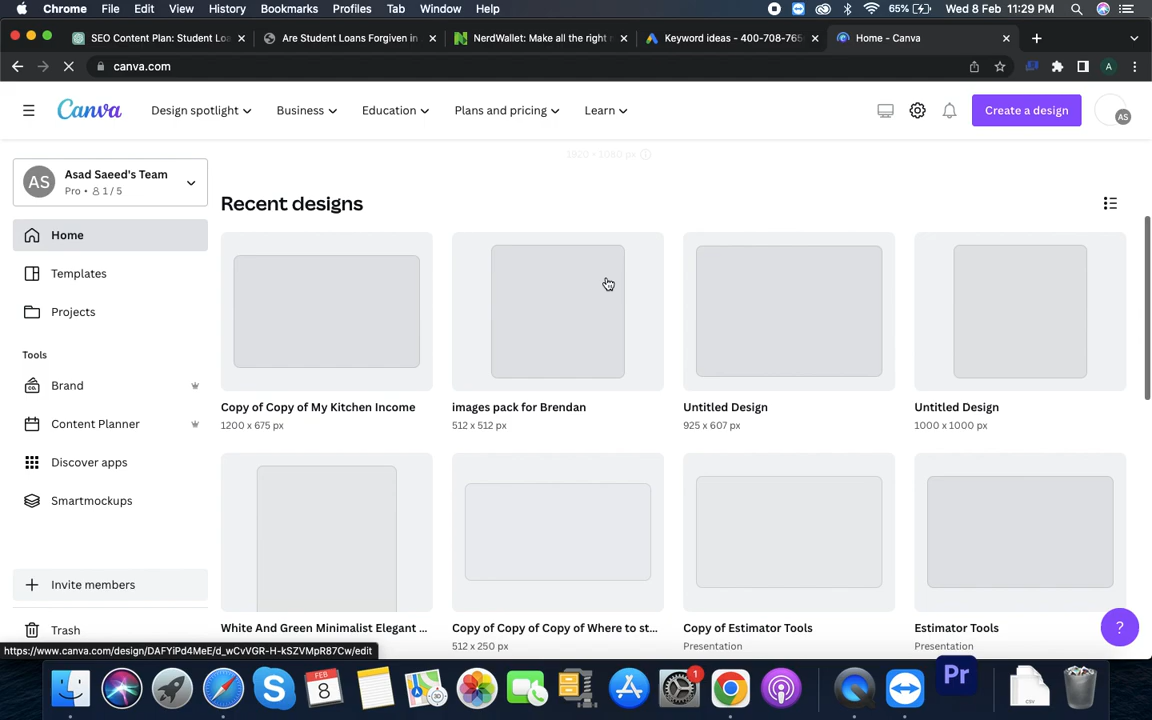 Chrome File Edit View History Bookmarks Profiles Tab Window Help 65% Wed 8 Feb 11:29 PM
SEO Content Plan: Student Lo Are Student Loans Forgiven in NerdWallet: Make all the right Keyword ideas - 400-708-765 Home - Canva
canva.com A
Canva Design spotlight Business Education Plans and pricing Learn Create a design AS
1920 × 1080 px
AS Asad Saeed's Team
Pro • 1/5
Recent designs
Home
Templates
Projects
Tools
Brand
Content Planner
Discover apps
Smartmockups
Invite members
Trash
Copy of Copy of My Kitchen Income
1200 x 675 px
images pack for Brendan
512 x 512 px
Untitled Design
925 x 607 px
Untitled Design
1000 x 1000 px
White And Green Minimalist Elegant ...
Copy of Copy of Copy of Where to st...
512 x 250 px
Copy of Estimator Tools
Presentation
Estimator Tools
Presentation
?
https://www.canva.com/design/DAFYiPd4MeE/d_wCvVGR-H-kSZVMpR87Cw/edit
FEB
8
1
Pr
CSV